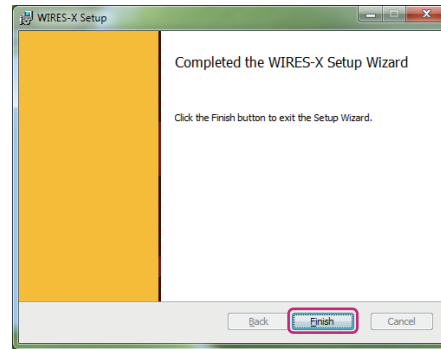 WIRES-X Setup
Completed the WIRES-X Setup Wizard
Click the Finish button to exit the Setup Wizard.
Back Finish Cancel